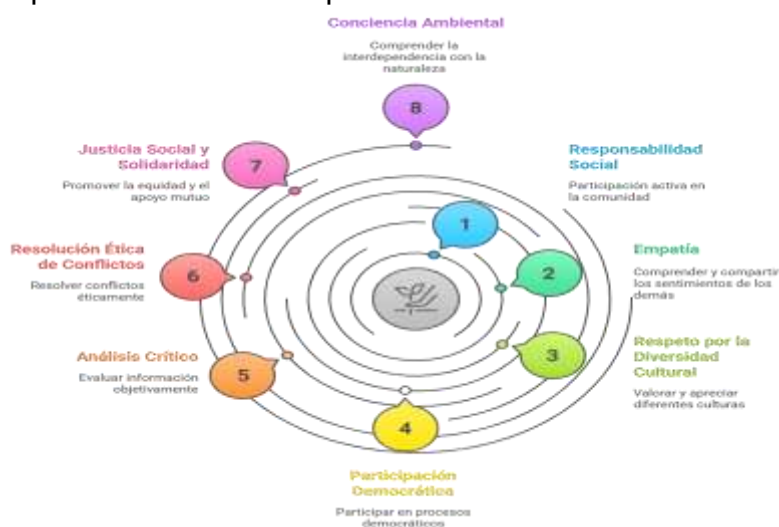 Conciencia Ambiental
Comprender la
interdependencia con la
naturaleza
8
Justicia Social y
Solidaridad
Promover la equidad y el
apoyo mutuo
7
Responsabilidad
Social
Participación activa en
la comunidad
1
Resolución Ética
de Conflictos
Resolver conflictos
éticamente
6
Empatía
Comprender y compartir
los sentimientos de los
demás
2
Análisis Crítico
Evaluar información
objetivamente
5
Respeto por la
Diversidad
Cultural
Valorar y apreciar
diferentes culturas
3
4
Participación
Democrática
Participar en procesos
democráticos